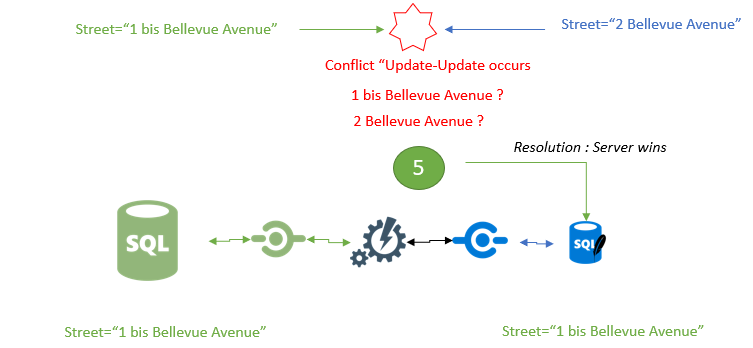 Street="1 bis Bellevue Avenue"
Street="2 Bellevue Avenue"
Conflict "Update-Update occurs
1 bis Bellevue Avenue ?
2 Bellevue Avenue ?
5
Resolution : Server wins
SQL
SQL
Street="1 bis Bellevue Avenue"
Street="1 bis Bellevue Avenue"